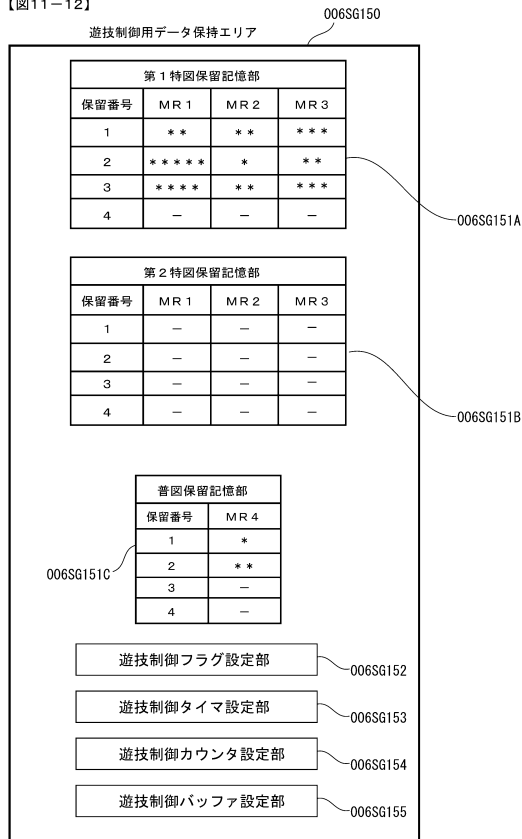 【図11－12】
006SG150
遊技制御用データ保持エリア
第１特図保留記憶部
保留番号 ＭＲ１ ＭＲ２ ＭＲ３
1 ** ** ***
2 ***** * **
3 **** ** ***
4 － － －
006SG151A
第２特図保留記憶部
保留番号 ＭＲ１ ＭＲ２ ＭＲ３
1 － － －
2 － － －
3 － － －
4 － － －
006SG151B
普図保留記憶部
保留番号 ＭＲ４
1 *
2 **
3 －
4 －
006SG151C
遊技制御フラグ設定部
006SG152
遊技制御タイマ設定部
006SG153
遊技制御カウンタ設定部
006SG154
遊技制御バッファ設定部
006SG155